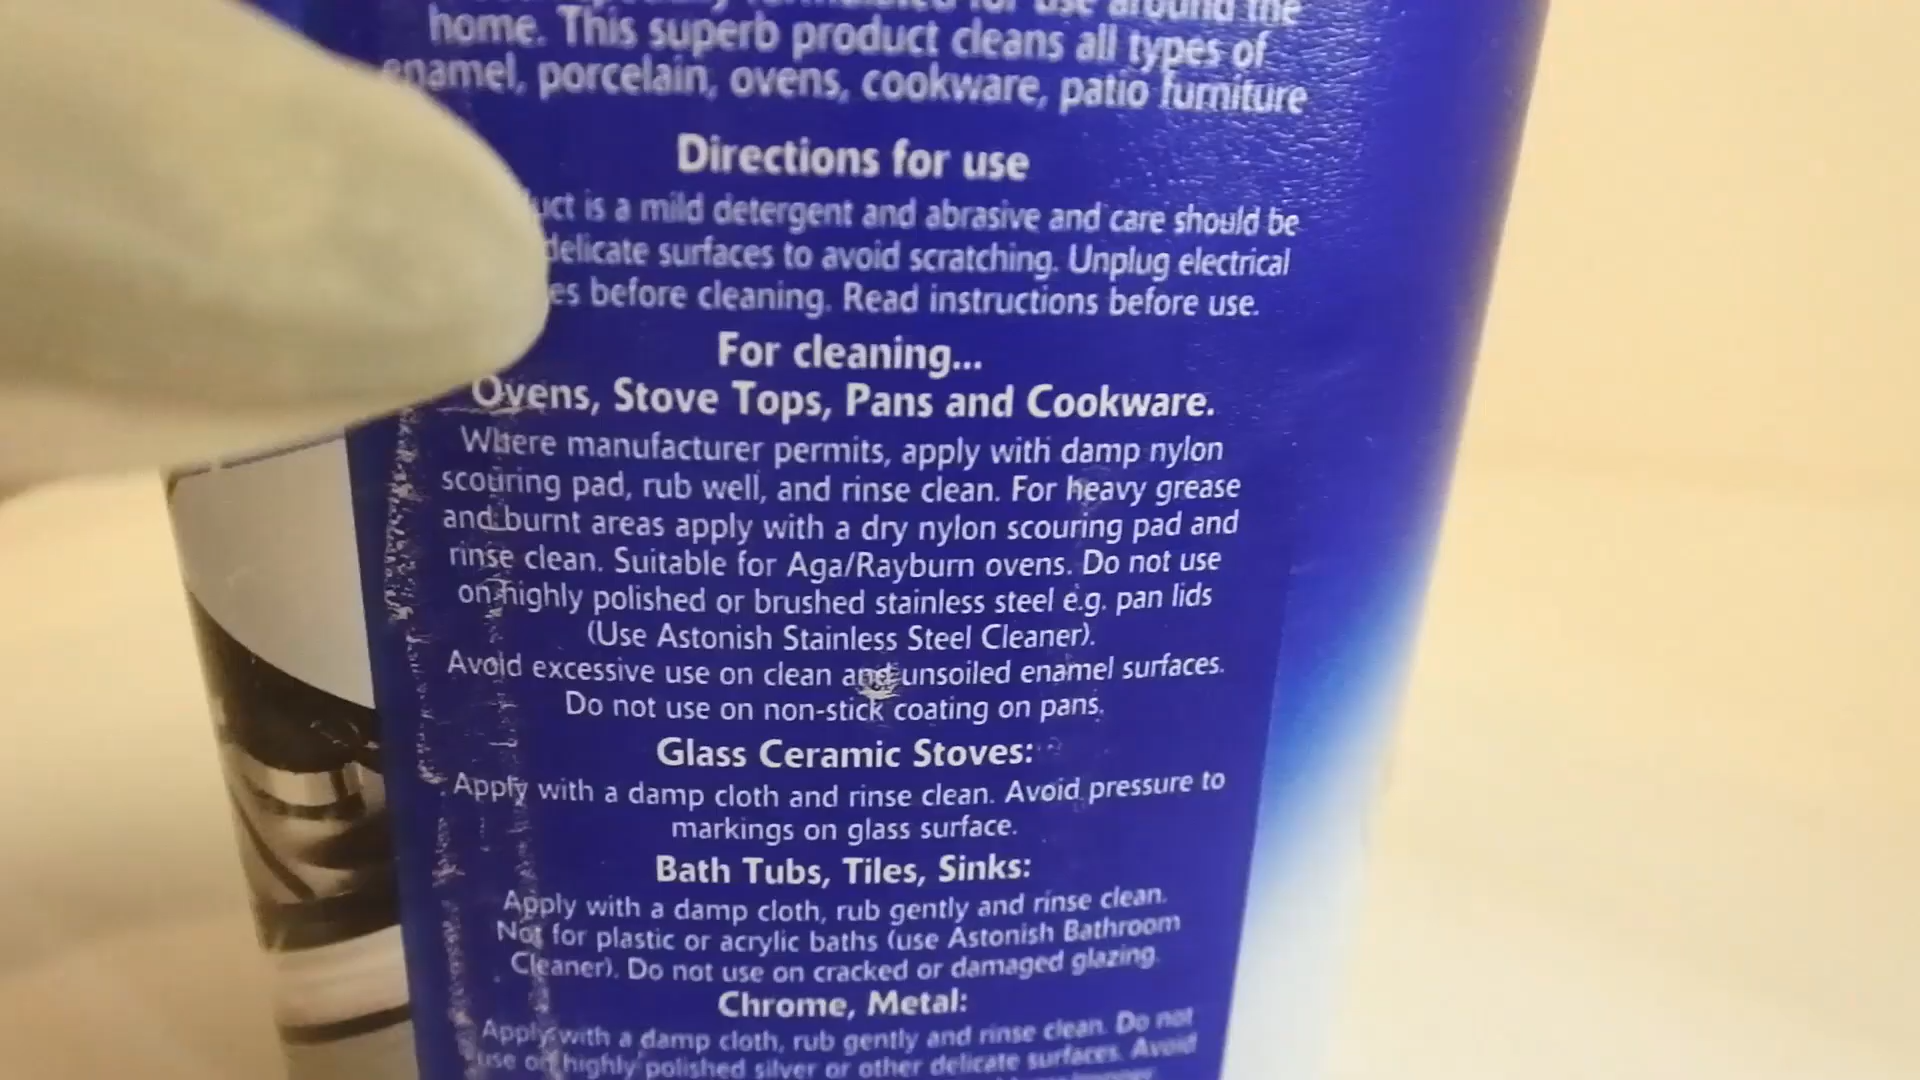 for use around the
home. This superb product cleans all types of
enamel, porcelain, ovens, cookware, patio furniture
Directions for use
is a mild detergent and abrasive and care should be
delicate surfaces to avoid scratching. Unplug electrical
before cleaning. Read instructions before use.
For cleaning...
Ovens, Stove Tops, Pans and Cookware.
Where manufacturer permits, apply with damp nylon
scouring pad, rub well, and rinse clean. For heavy grease
and burnt areas apply with a dry nylon scouring pad and
rinse clean. Suitable for Aga/Rayburn ovens. Do not use
on highly polished or brushed stainless steel e.g. pan lids
(Use Astonish Stainless Steel Cleaner).
Avoid excessive use on clean and unsoiled enamel surfaces.
Do not use on non-stick coating on pans.
Glass Ceramic Stoves:
Apply with a damp cloth and rinse clean. Avoid pressure to
markings on glass surface.
Bath Tubs, Tiles, Sinks:
Apply with a damp cloth, rub gently and rinse clean.
Not for plastic or acrylic baths (use Astonish Bathroom
Cleaner). Do not use on cracked or damaged glazing.
Chrome, Metal:
Apply with a damp cloth, rub gently and rinse clean. Do not
use on highly polished silver or other delicate surfaces. Avoid